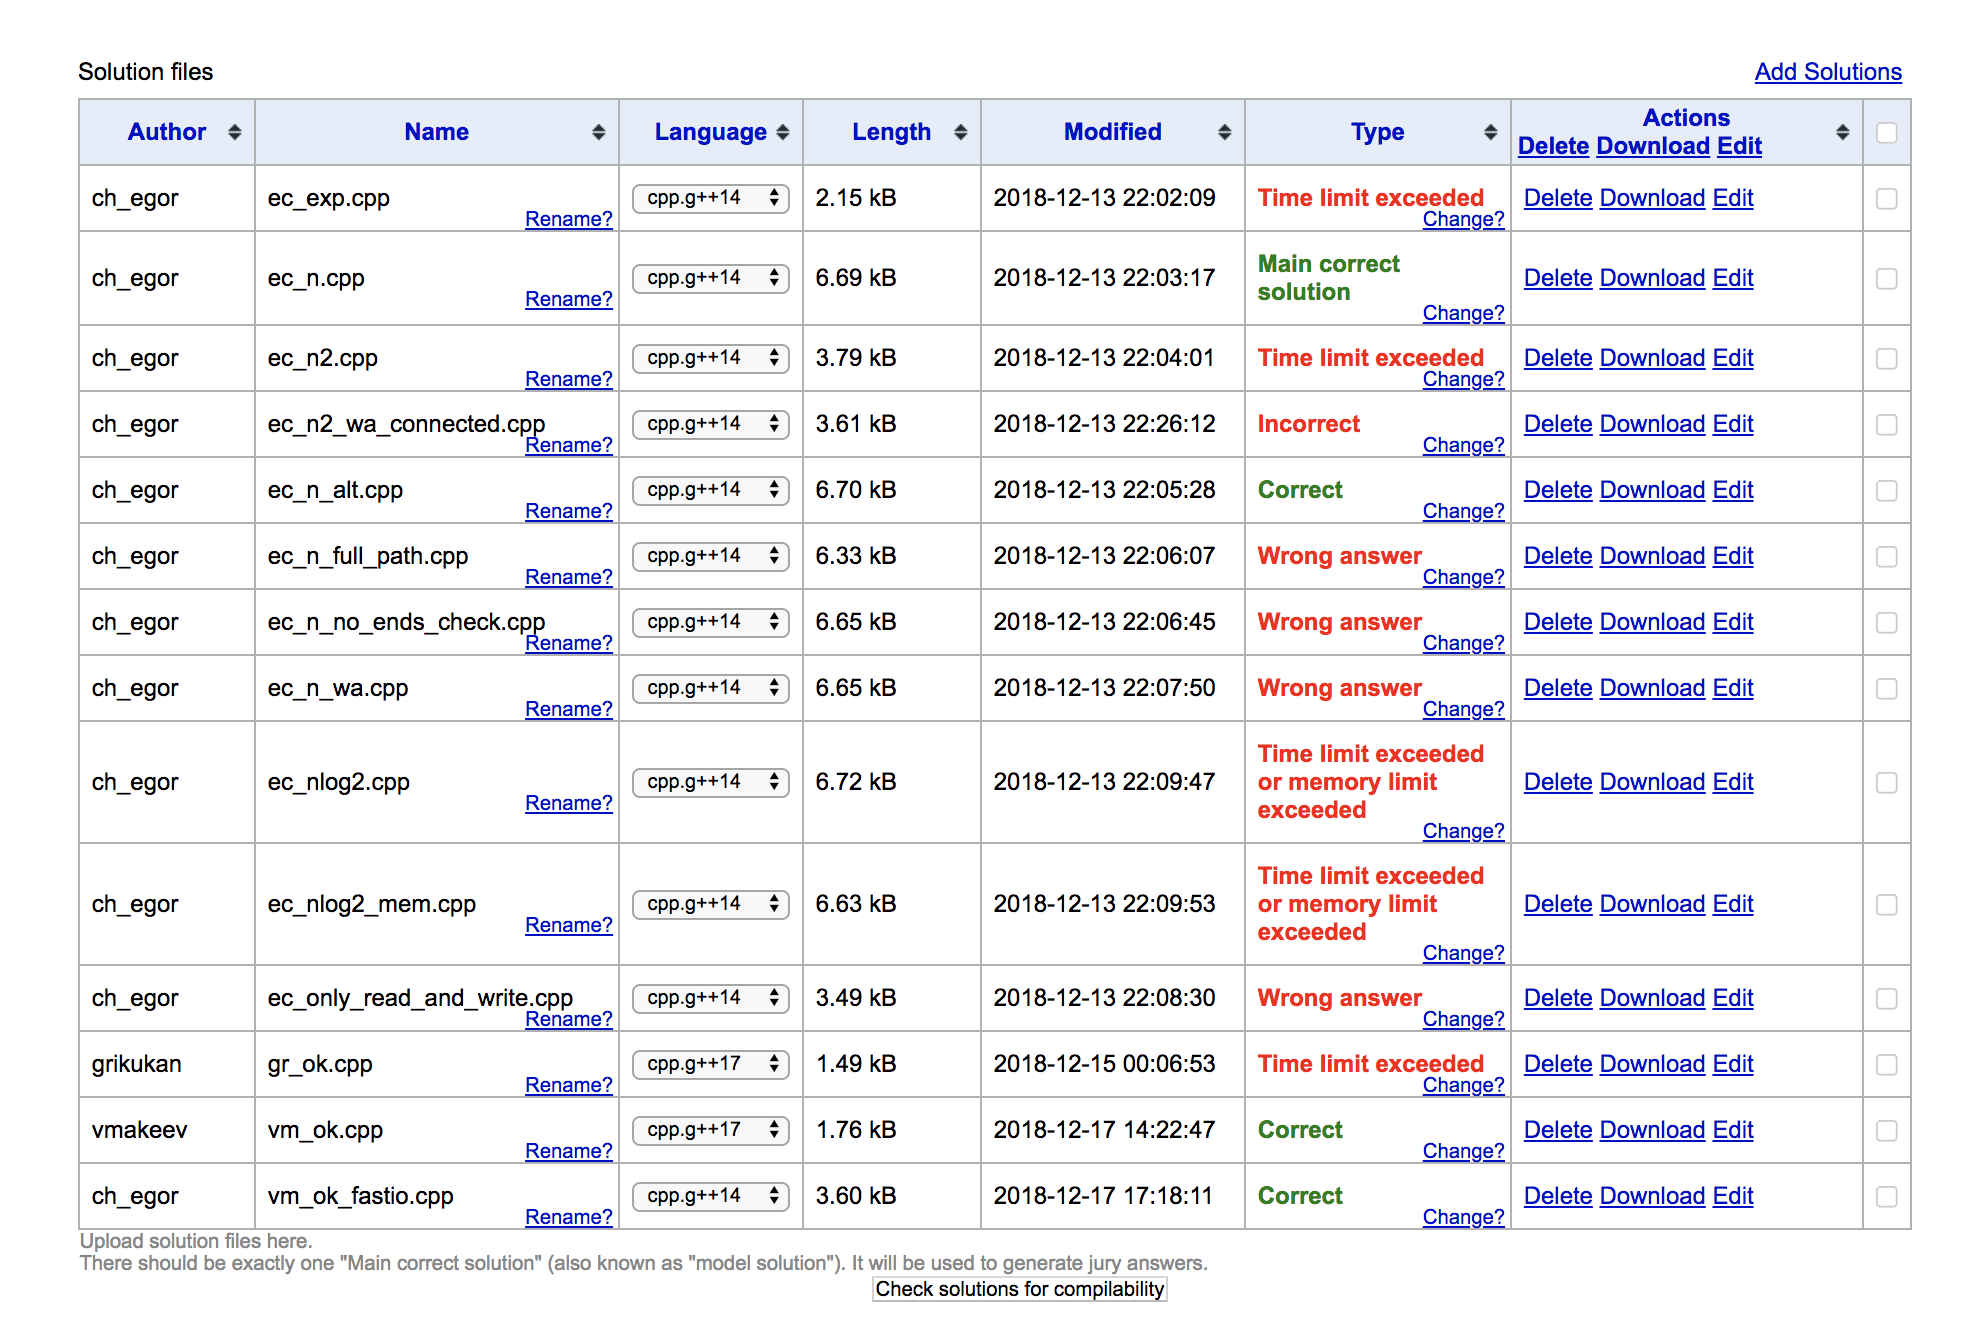 Solution files Add Solutions
Author Name Language Length Modified Type Actions
Delete Download Edit
ch_egor ec_exp.cpp cpp.g++14 2.15 kB 2018-12-13 22:02:09 Time limit exceeded Delete Download Edit
Rename? Change?
Main correct
ch_egor ec_n.cpp cpp.g++14 6.69 kB 2018-12-13 22:03:17 solution Delete Download Edit
Rename? Change?
ch_egor ec_n2.cpp cpp.g++14 3.79 kB 2018-12-13 22:04:01 Time limit exceeded Delete Download Edit
Rename? Change?
ch_egor ec_n2_wa_connected.cpp cpp.g++14 3.61 kB 2018-12-13 22:26:12 Incorrect Delete Download Edit
Rename? Change?
ch_egor ec_n_alt.cpp cpp.g++14 6.70 kB 2018-12-13 22:05:28 Correct Delete Download Edit
Rename? Change?
ch_egor ec_n_full_path.cpp cpp.g++14 6.33 kB 2018-12-13 22:06:07 Wrong answer Delete Download Edit
Rename? Change?
ch_egor ec_n_no_ends_check.cpp cpp.g++14 6.65 kB 2018-12-13 22:06:45 Wrong answer Delete Download Edit
Rename? Change?
ch_egor ec_n_wa.cpp cpp.g++14 6.65 kB 2018-12-13 22:07:50 Wrong answer Delete Download Edit
Rename? Change?
Time limit exceeded
ch_egor ec_nlog2.cpp cpp.g++14 6.72 kB 2018-12-13 22:09:47 or memory limit Delete Download Edit
Rename? exceeded
Change?
Time limit exceeded
ch_egor ec_nlog2_mem.cpp cpp.g++14 6.63 kB 2018-12-13 22:09:53 or memory limit Delete Download Edit
Rename? exceeded
Change?
ch_egor ec_only_read_and_write.cpp cpp.g++14 3.49 kB 2018-12-13 22:08:30 Wrong answer Delete Download Edit
Rename? Change?
grikukan gr_ok.cpp cpp.g++17 1.49 kB 2018-12-15 00:06:53 Time limit exceeded Delete Download Edit
Rename? Change?
vmakeev vm_ok.cpp cpp.g++17 1.76 kB 2018-12-17 14:22:47 Correct Delete Download Edit
Rename? Change?
ch_egor vm_ok_fastio.cpp cpp.g++14 3.60 kB 2018-12-17 17:18:11 Correct Delete Download Edit
Rename? Change?
Upload solution files here.
There should be exactly one "Main correct solution" (also known as "model solution"). It will be used to generate jury answers.
Check solutions for compilability